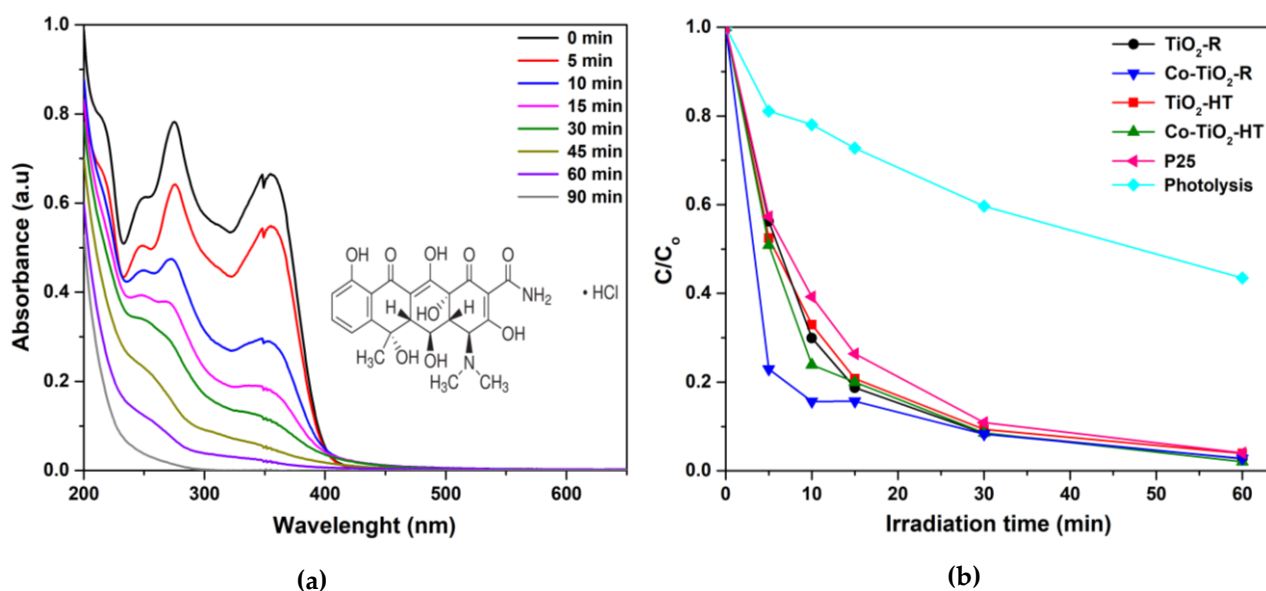 1.0
0.8
0.6
0.4
0.2
0.0
Absorbance (a.u)
200 300 400 500 600
Wavelenght (nm)
0 min
5 min
10 min
15 min
30 min
45 min
60 min
90 min
OH O OH O O
NH₂
• HCl
H HO H
OH
H₃C OH OH N
H₃C CH₃
(a)
1.0
0.8
0.6
0.4
0.2
0.0
C/Cₒ
0 10 20 30 40 50 60
Irradiation time (min)
TiO₂-R
Co-TiO₂-R
TiO₂-HT
Co-TiO₂-HT
P25
Photolysis
(b)